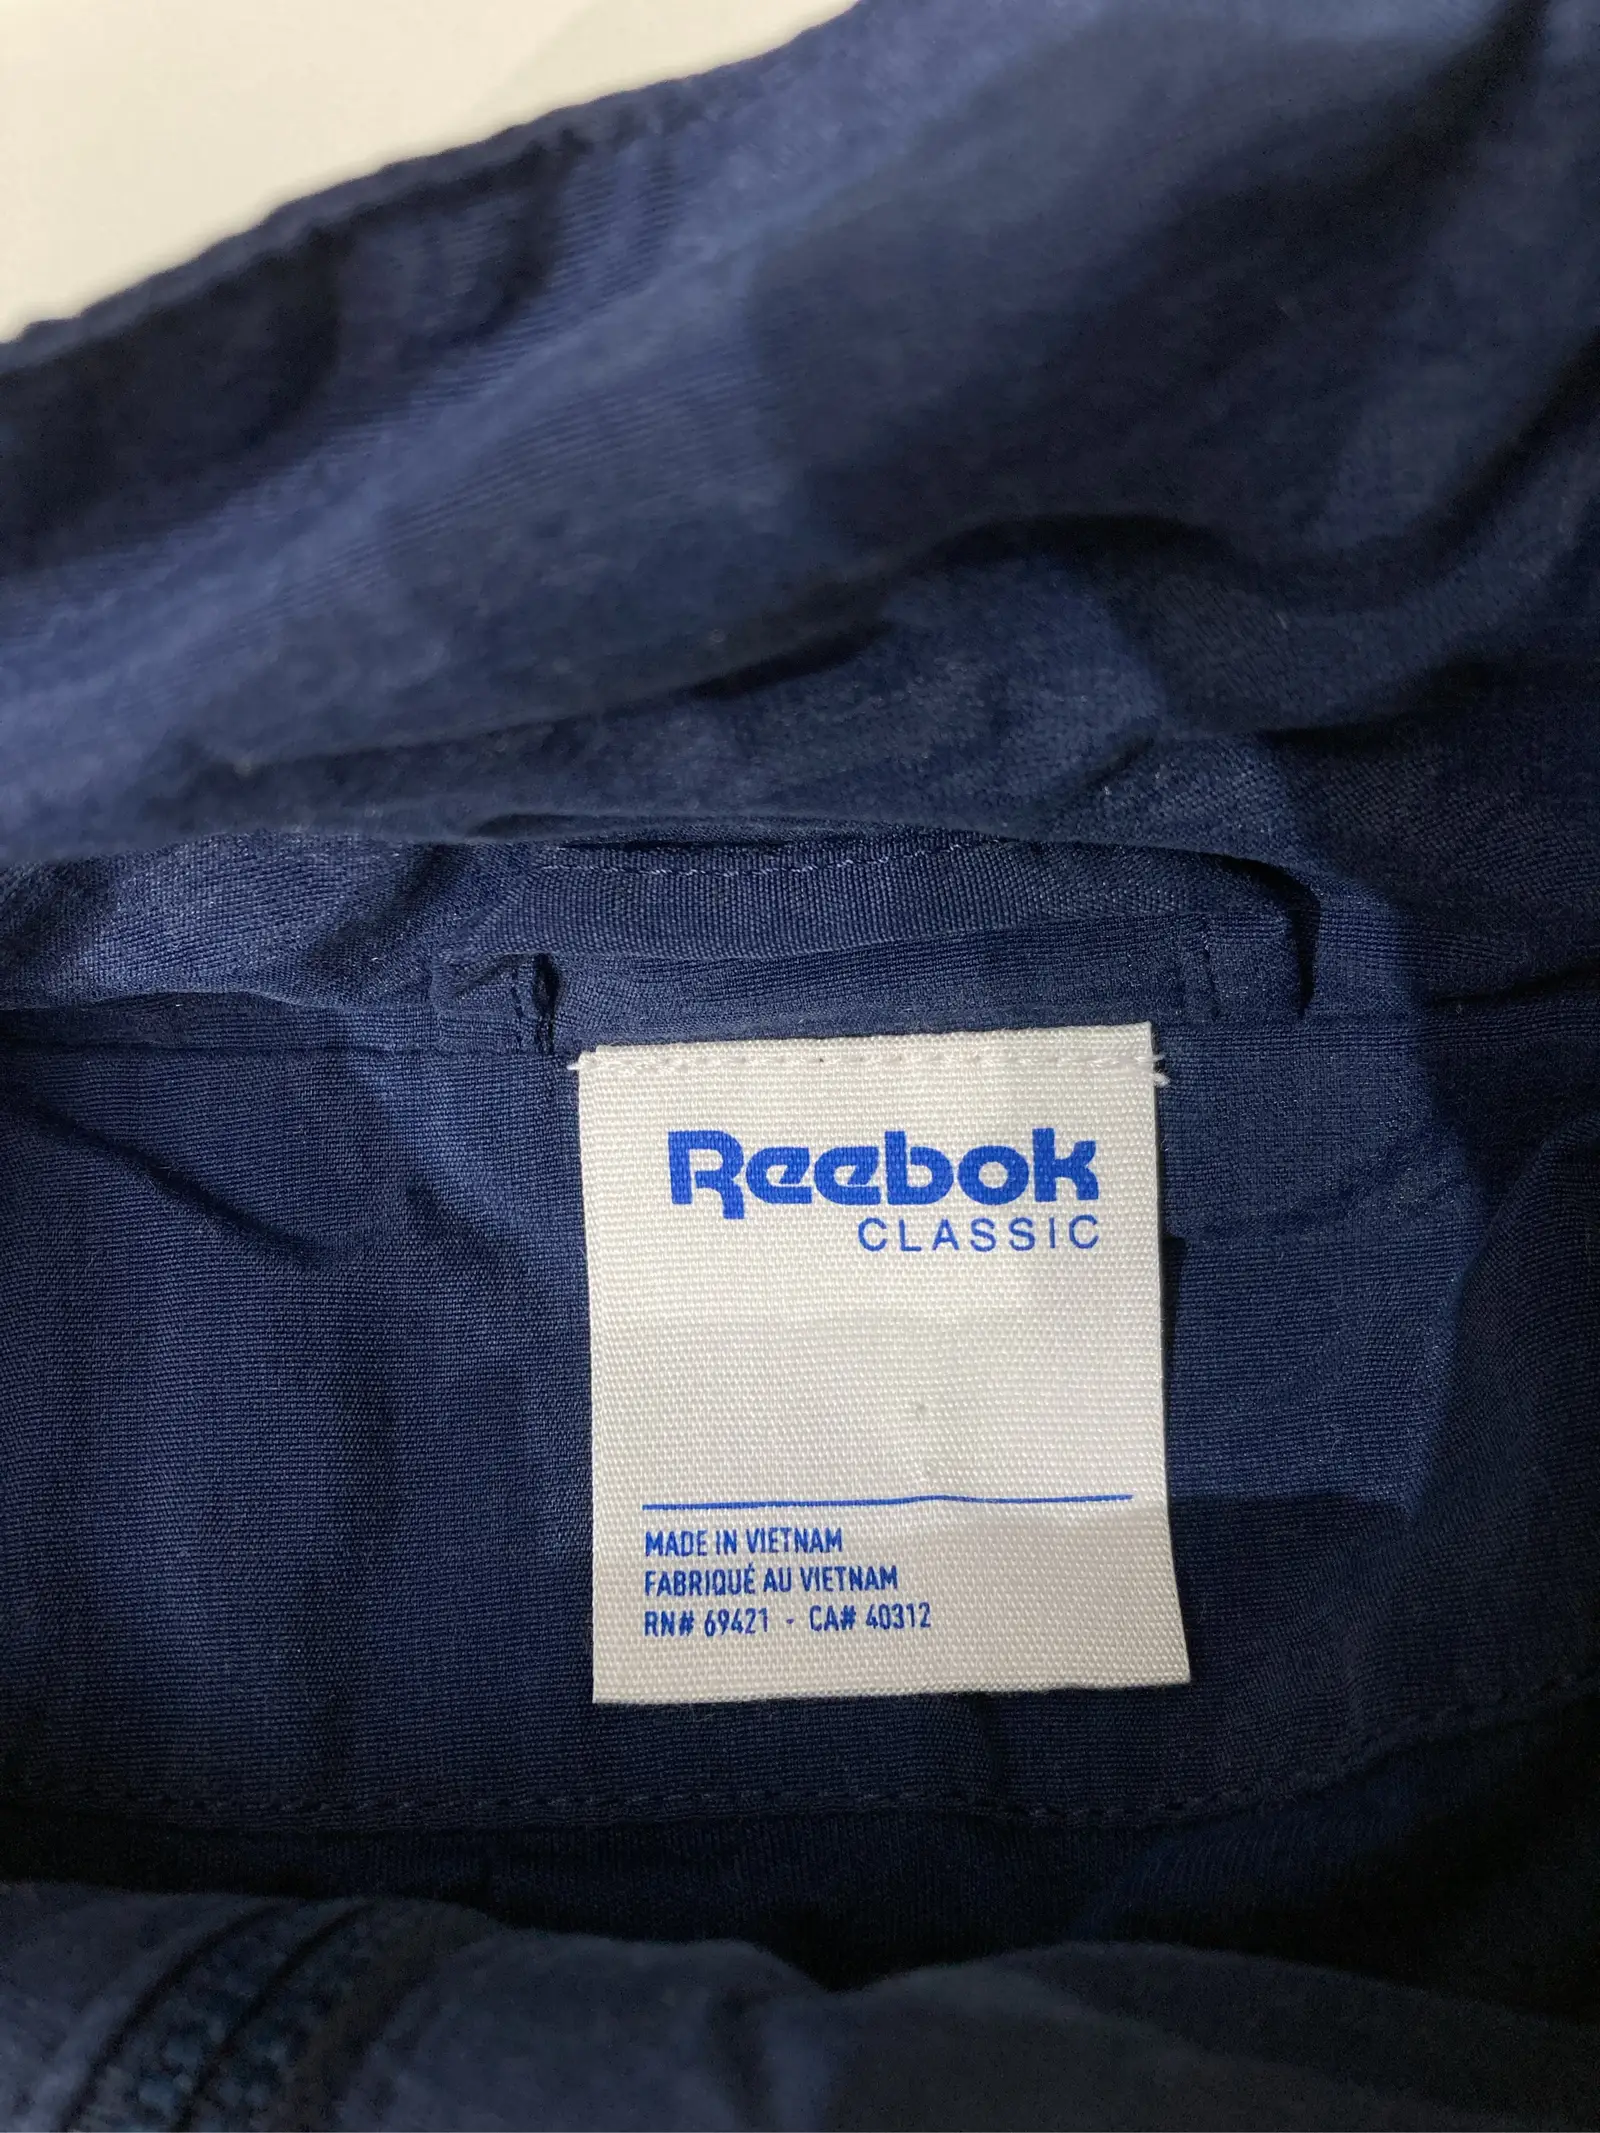 Reebok
CLASSIC
MADE IN VIETNAM
FABRIQUÉ AU VIETNAM
RN# 69421 - CA# 40312